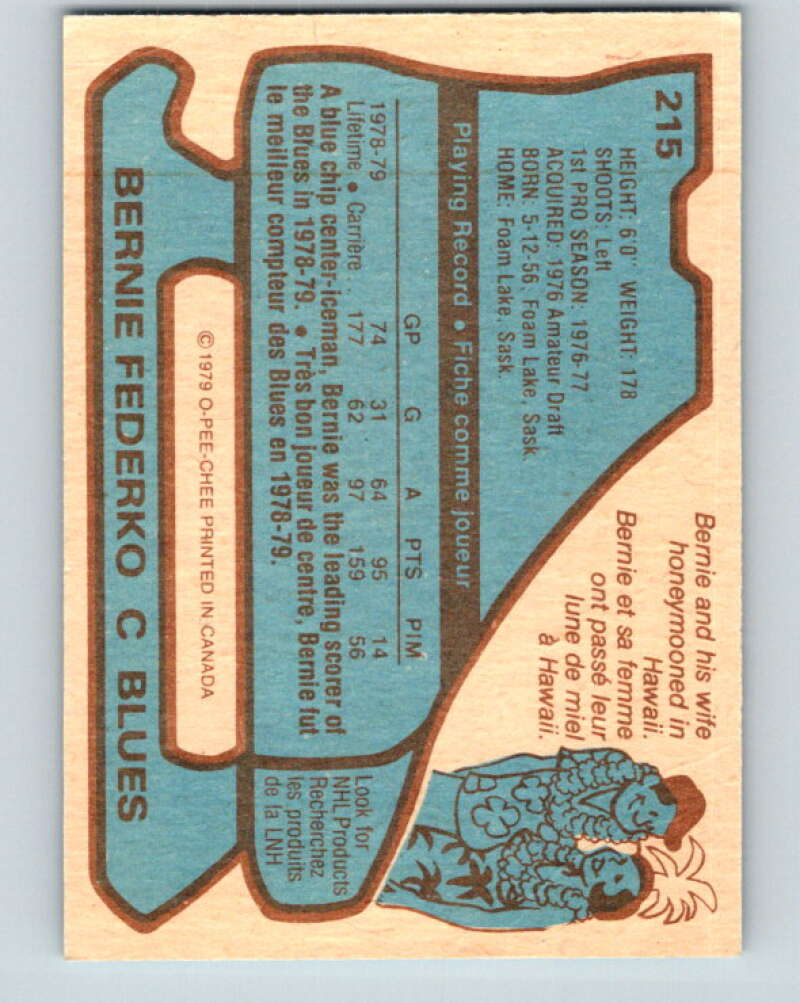 215
HEIGHT: 6'0" WEIGHT: 178
SHOOTS: Left
1st PRO SEASON: 1976-77
ACQUIRED: 1976 Amateur Draft
BORN: 5-12-56, Foam Lake, Sask.
HOME: Foam Lake, Sask.
Bernie and his wife
honeymooned in
Hawaii.
Bernie et sa femme
ont passé leur
lune de miel
à Hawaii.
Playing Record • Fiche comme joueur
GP G A PTS PIM
1978-79 74 31 64 95 14
Lifetime • Carrière 177 62 97 159 56
A blue chip center-iceman, Bernie was the leading scorer of
the Blues in 1978-79. • Très bon joueur de centre, Bernie fut
le meilleur compteur des Blues en 1978-79.
Look for
NHL Products
Recherchez
les produits
de la LNH
© 1979 O-PEE-CHEE PRINTED IN CANADA
BERNIE FEDERKO C BLUES